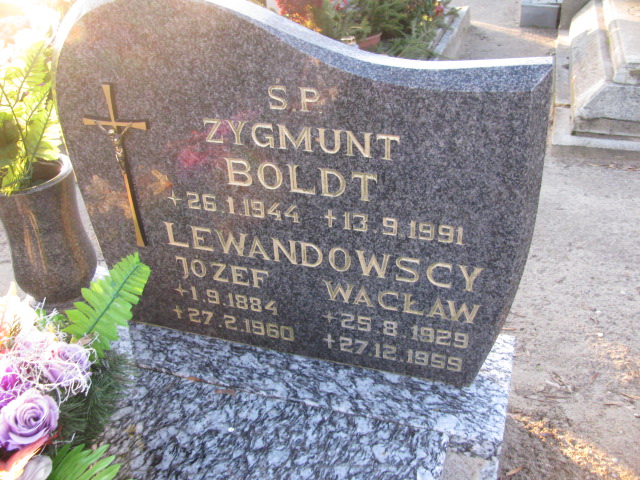 S.P.
ZYGMUNT
BOLDT
+26.1.1944 +13.9.1991
LEWANDOWSCY
JOZEF WACŁAW
+1.9.1884 +25.8.1929
+27.2.1960 +27.12.1959